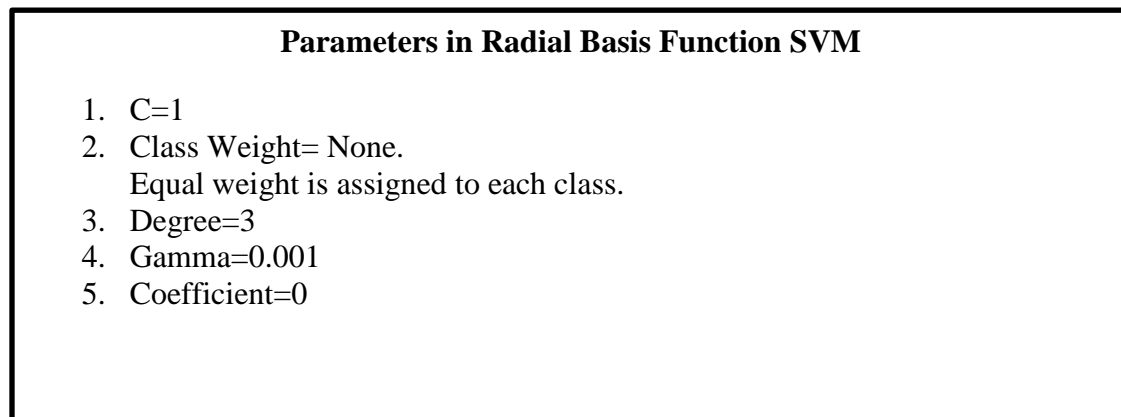 Parameters in Radial Basis Function SVM
1. C=1
2. Class Weight= None.
Equal weight is assigned to each class.
3. Degree=3
4. Gamma=0.001
5. Coefficient=0